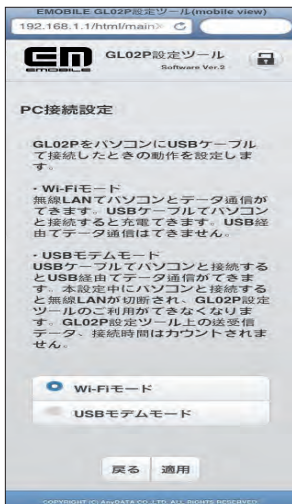 EMOBILE GL02P設定ツール(mobile view)
192.168.1.1/html/main
EM
EMOBILE
GL02P設定ツール
Software Ver.2
PC接続設定
GL02PをパソコンにUSBケーブル
で接続したときの動作を設定しま
す。
・Wi-Fiモード
無線LANでパソコンとデータ通信が
できます。USBケーブルでパソコン
と接続すると充電できます。USB経
由でデータ通信はできません。
・USBモデムモード
USBケーブルでパソコンと接続する
とUSB経由でデータ通信ができま
す。本設定中にパソコンと接続する
と無線LANが切断され、GL02P設定
ツールのご利用ができなくなりま
す。GL02P設定ツール上の送受信
データ、接続時間はカウントされま
せん。
Wi-Fiモード
USBモデムモード
戻る 適用
COPYRIGHT (C) AnyDATA CO.,LTD. ALL RIGHTS RESERVED